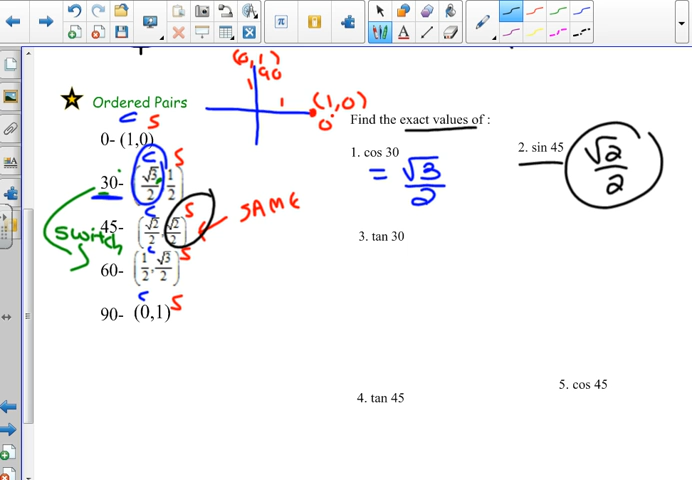 (0,1)
90
1
1
(1,0)
0
Ordered Pairs
C S
0- (1,0)
C S
30- (√3/2, 1/2)
C S
45- (√2/2, √2/2)
SAME
switch
C S
60- (1/2, √3/2)
C S
90- (0,1)
Find the exact values of :
1. cos 30
= √3/2
2. sin 45
√2/2
3. tan 30
4. tan 45
5. cos 45